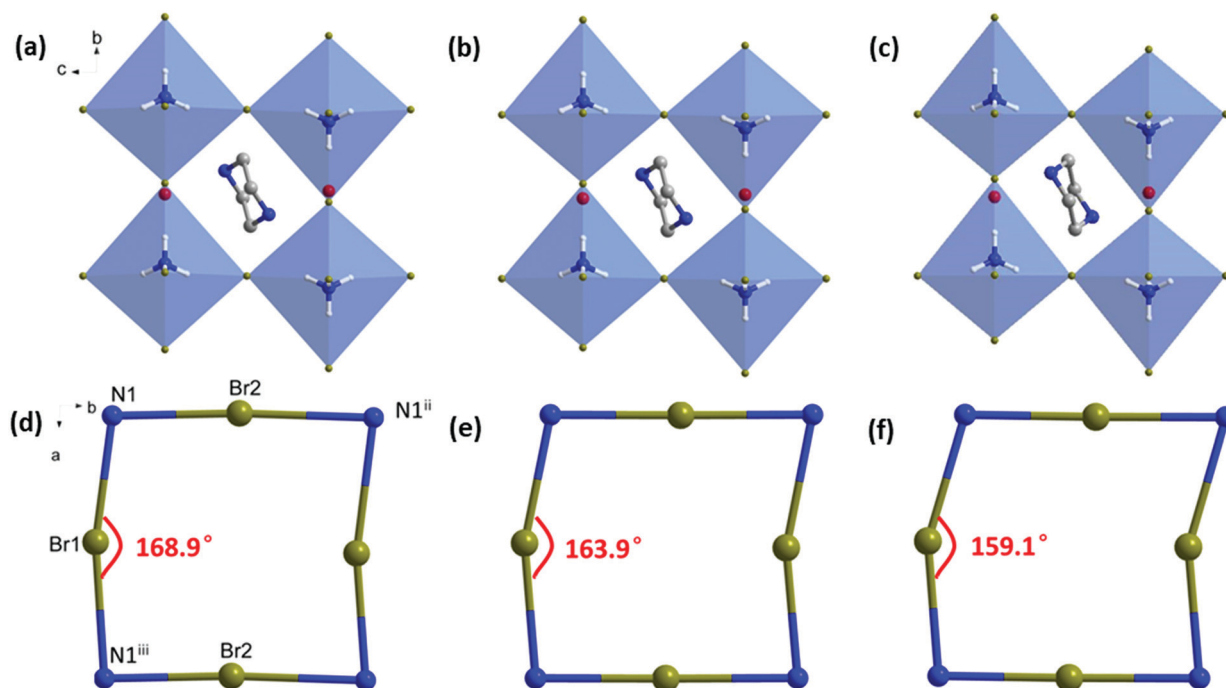 (a)
b
c
(b)
(c)
(d)
b
a
N1
Br2
N1ⁱⁱ
Br1
168.9°
N1ⁱⁱⁱ
Br2
(e)
163.9°
(f)
159.1°